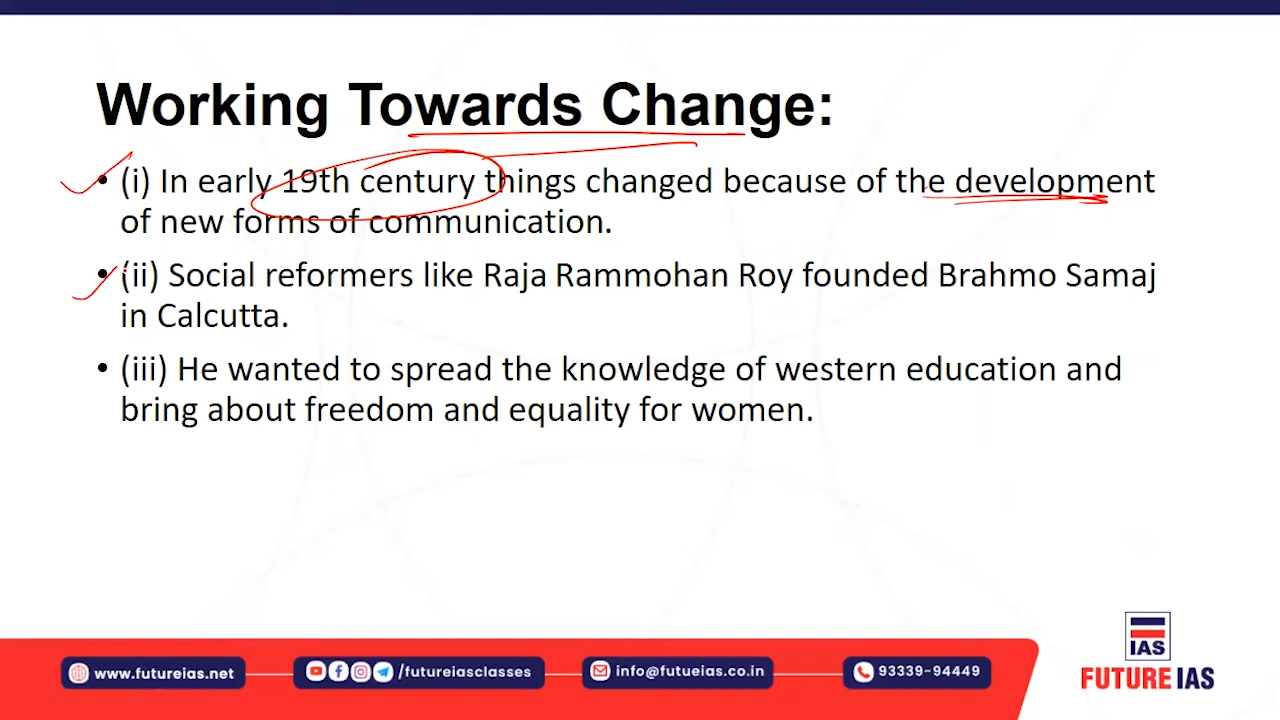 Working Towards Change:
• (i) In early 19th century things changed because of the development
of new forms of communication.
• (ii) Social reformers like Raja Rammohan Roy founded Brahmo Samaj
in Calcutta.
• (iii) He wanted to spread the knowledge of western education and
bring about freedom and equality for women.
IAS
FUTURE IAS
www.futureias.net
/futureiasclasses
info@futueias.co.in
93339-94449